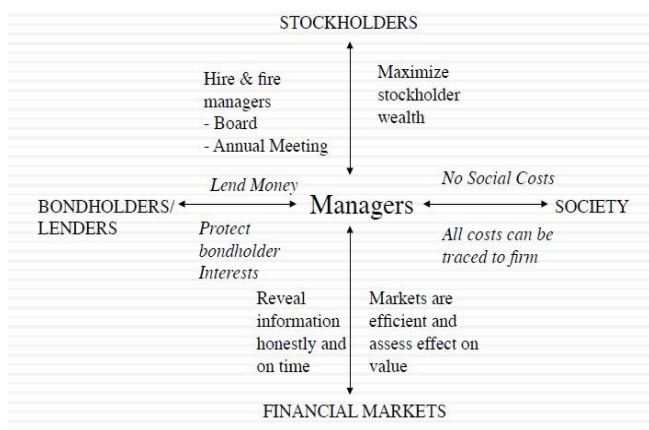 STOCKHOLDERS
Hire & fire
managers
- Board
- Annual Meeting
Maximize
stockholder
wealth
Lend Money
No Social Costs
BONDHOLDERS/
LENDERS
Managers
SOCIETY
Protect
bondholder
Interests
All costs can be
traced to firm
Reveal
information
honestly and
on time
Markets are
efficient and
assess effect on
value
FINANCIAL MARKETS